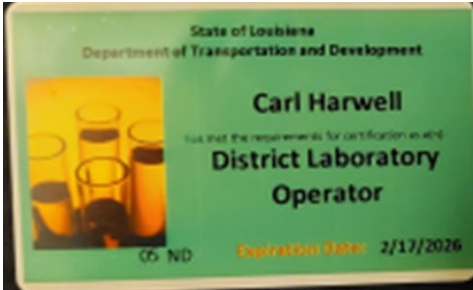 State of Louisiana
Department of Transportation and Development
Carl Harwell
has met the requirements for certification as a(n)
District Laboratory
Operator
05 ND
Expiration Date: 2/17/2026